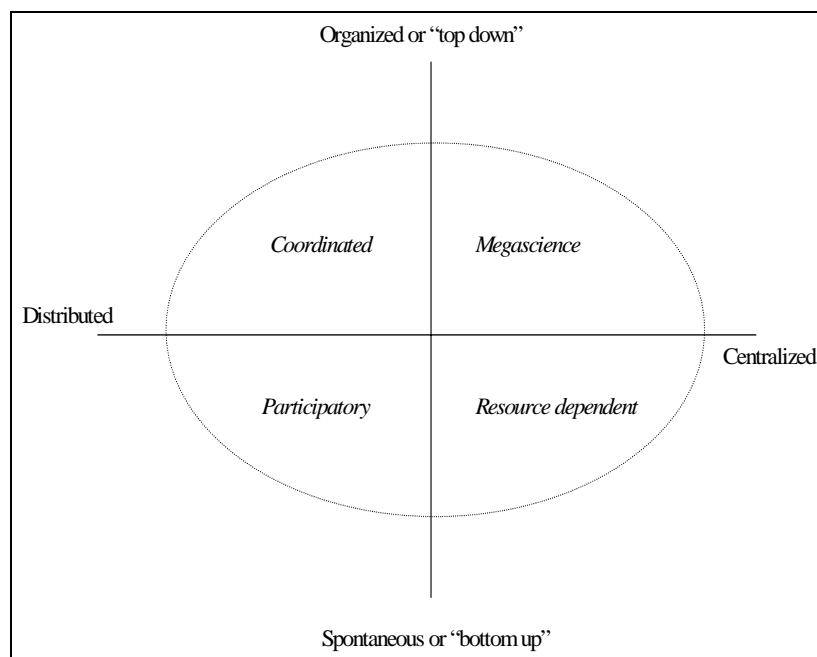 Organized or “top down”
Coordinated
Megascience
Distributed
Centralized
Participatory
Resource dependent
Spontaneous or “bottom up”